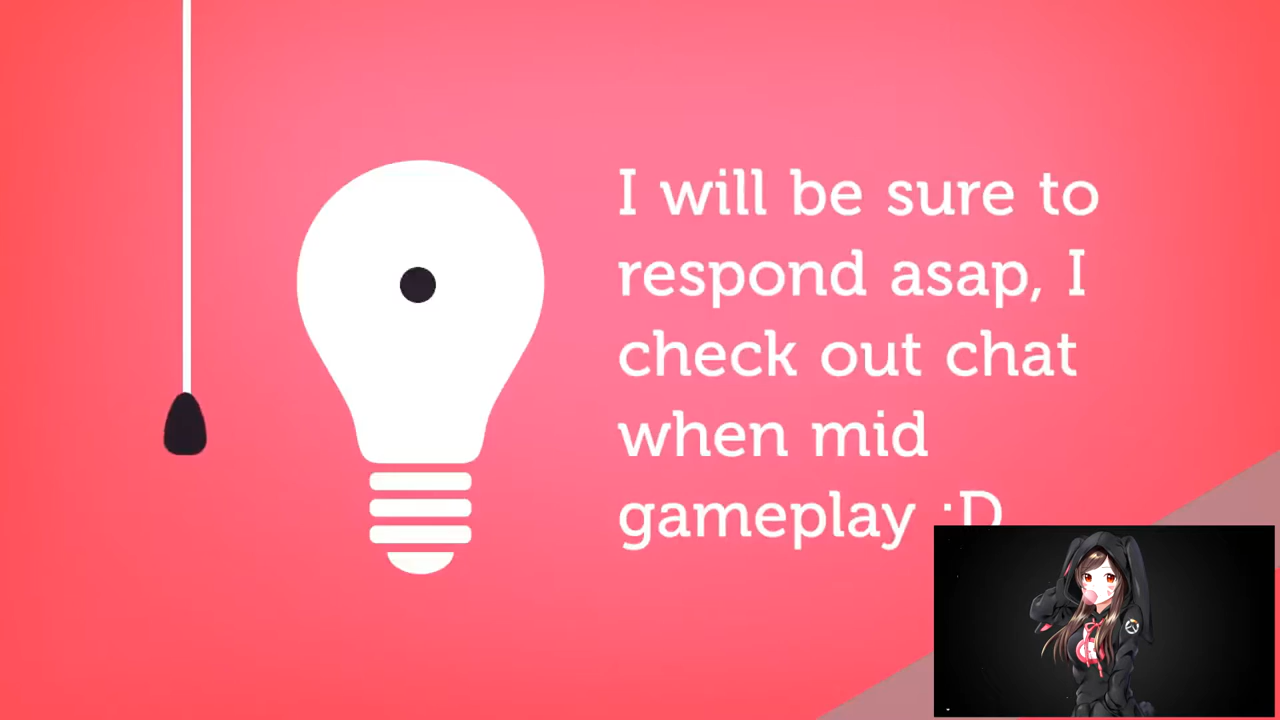 I will be sure to
respond asap, I
check out chat
when mid
gameplay :D